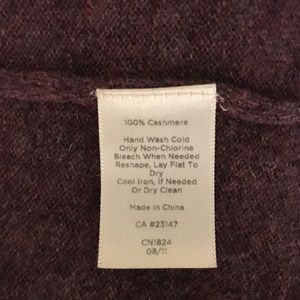 100% Cashmere
Hand Wash Cold
Only Non-Chlorine
Bleach When Needed
Reshape, Lay Flat To
Dry
Cool Iron, if Needed
Or Dry Clean
Made in China
CA #23147
CN1824
08/11